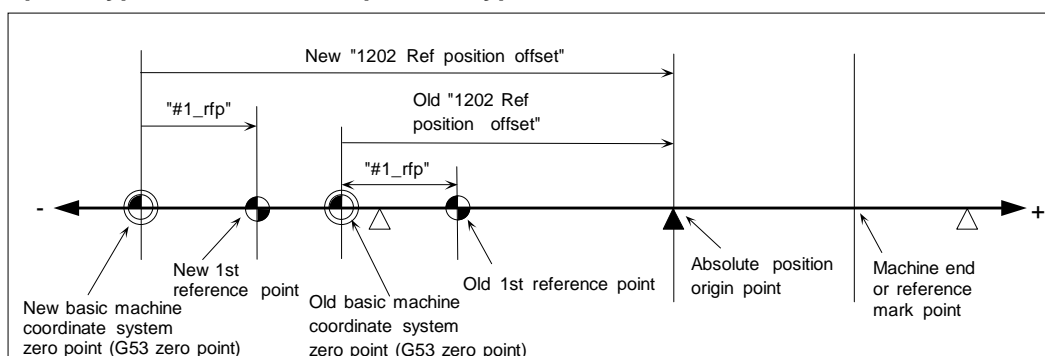 New "1202 Ref position offset"
Old "1202 Ref
position offset"
"#1_rfp"
"#1_rfp"
-
+
New 1st
reference point
Old 1st reference point
Absolute position
origin point
Machine end
or reference
mark point
New basic machine
coordinate system
zero point (G53 zero point)
Old basic machine
coordinate system
zero point (G53 zero point)